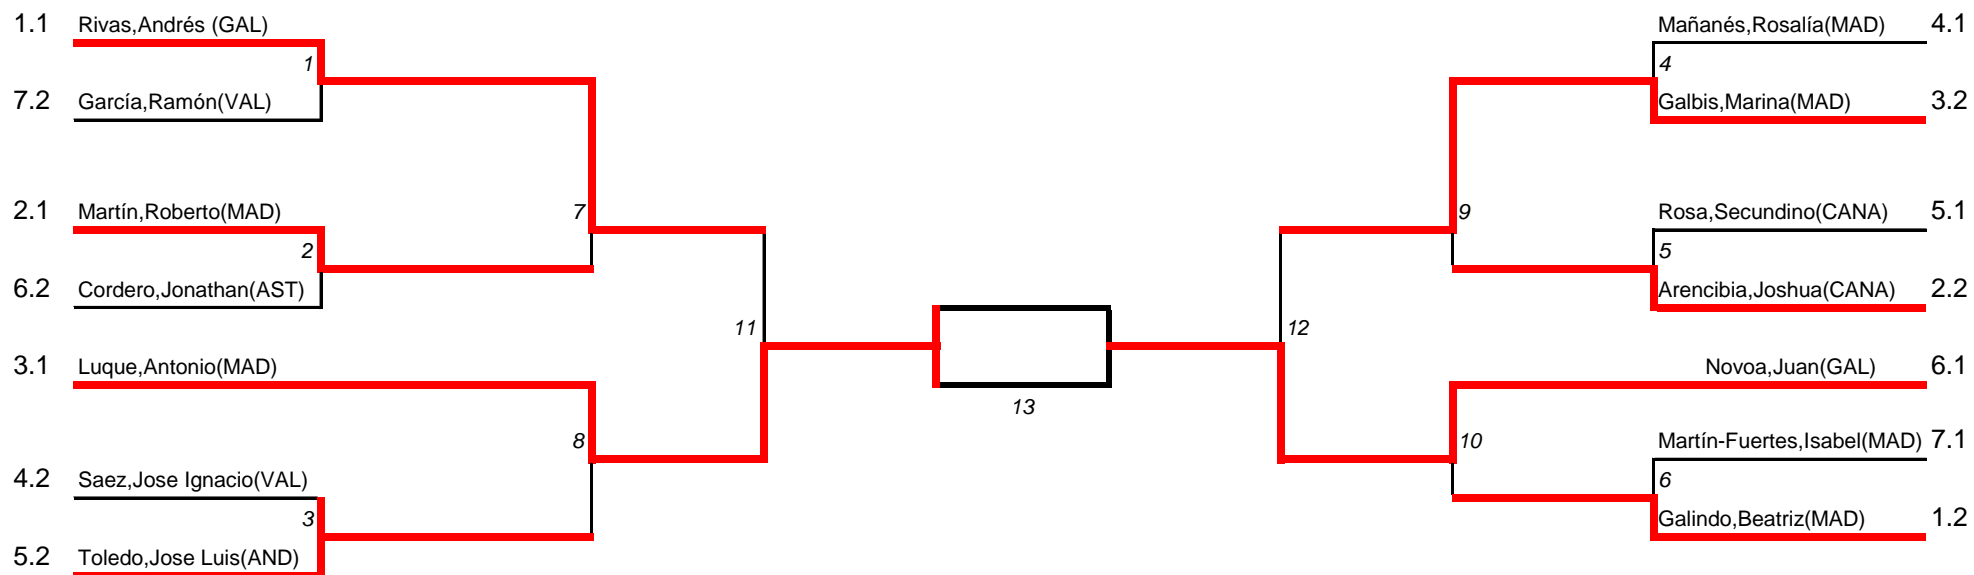 1.1 Rivas,Andrés (GAL)
1
7.2 García,Ramón(VAL)
2.1 Martín,Roberto(MAD)
7
2
6.2 Cordero,Jonathan(AST)
11
3.1 Luque,Antonio(MAD)
8
4.2 Saez,Jose Ignacio(VAL)
3
5.2 Toledo,Jose Luis(AND)
13
Mañanés,Rosalía(MAD) 4.1
4
Galbis,Marina(MAD) 3.2
9
Rosa,Secundino(CANA) 5.1
5
Arencibia,Joshua(CANA) 2.2
12
Novoa,Juan(GAL) 6.1
10
Martín-Fuertes,Isabel(MAD) 7.1
6
Galindo,Beatriz(MAD) 1.2